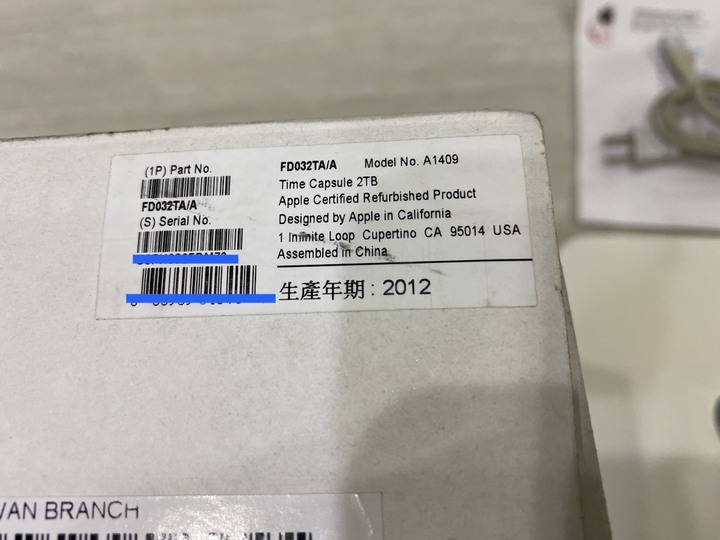 (1P) Part No.
FD032TA/A
(S) Serial No.
FD032TA/A Model No. A1409
Time Capsule 2TB
Apple Certified Refurbished Product
Designed by Apple in California
1 Infinite Loop Cupertino CA 95014 USA
Assembled in China
生產年期 : 2012
VAN BRANCH